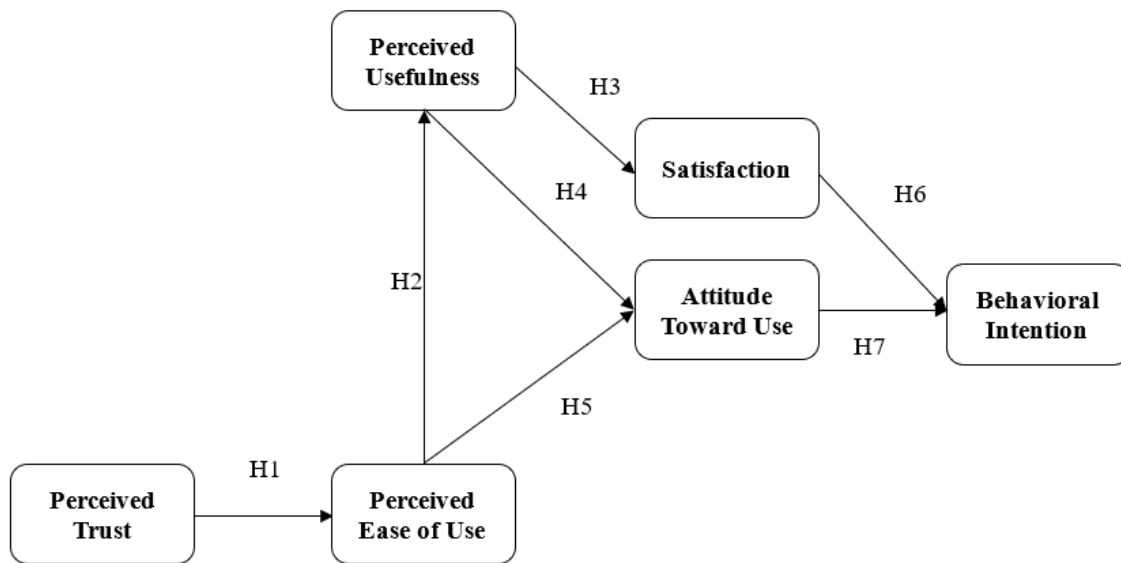 Perceived
Usefulness
H3
Satisfaction
H4
H6
H2
Attitude
Toward Use
Behavioral
Intention
H7
H5
H1
Perceived
Trust
Perceived
Ease of Use